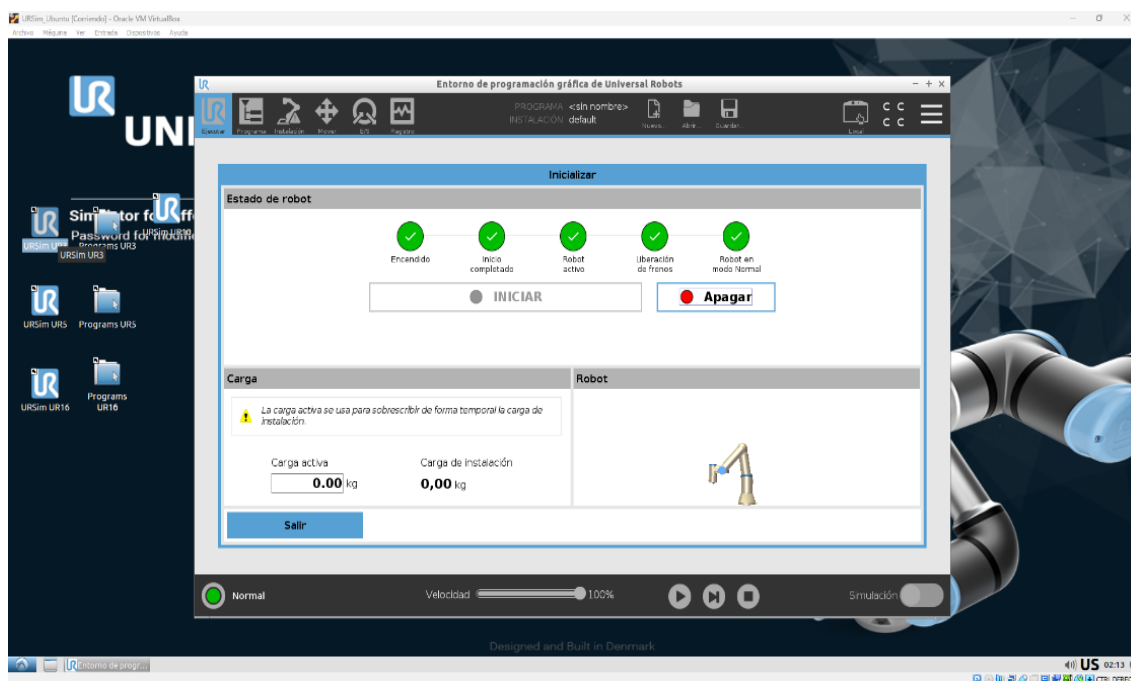 URSim_Ubuntu [Corriendo] - Oracle VM VirtualBox
Archivo Máquina Ver Entrada Dispositivos Ayuda
UR
UNI
Entorno de programación gráfica de Universal Robots
PROGRAMA <sin nombre>
INSTALACIÓN default
Ejecutar Programa Instalación Mover E/S Registro
Nuevo... Abrir... Guardar...
Local
C C
C C
Inicializar
Estado de robot
Encendido
Inicio completado
Robot activo
Liberación de frenos
Robot en modo Normal
INICIAR
Apagar
Carga
Robot
La carga activa se usa para sobrescribir de forma temporal la carga de
instalación.
Carga activa
Carga de instalación
0.00 kg
0,00 kg
Salir
Normal
Velocidad
100%
Simulación
URSim UR3
Programs UR3
URSim UR3
URSim UR5
Programs UR5
URSim UR16
Programs UR16
Designed and Built in Denmark
Entorno de progr...
US 02:13